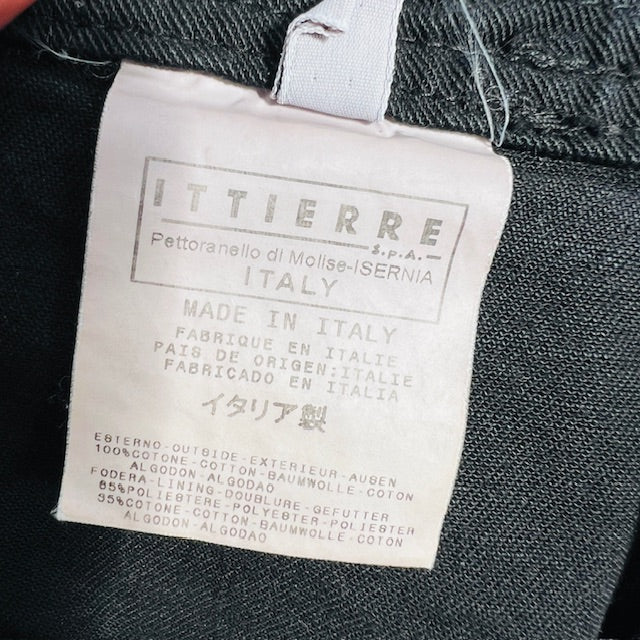 ITTIERRE
S.p.A.
Pettoranello di Molise-ISERNIA
ITALY
MADE IN ITALY
FABRIQUE EN ITALIE
PAIS DE ORIGEN:ITALIE
FABRICADO EN ITALIA
イタリア製
ESTERNO-OUTSIDE-EXTERIEUR-AUßEN
100%COTONE-COTTON-BAUMWOLLE-COTON
ALGODON-ALGODAO
FODERA-LINING-DOUBLURE-GEFUTTER
65%POLIESTERE-POLYESTER-POLIESTER
35%COTONE-COTTON-BAUMWOLLE-COTON
ALGODON-ALGODAO